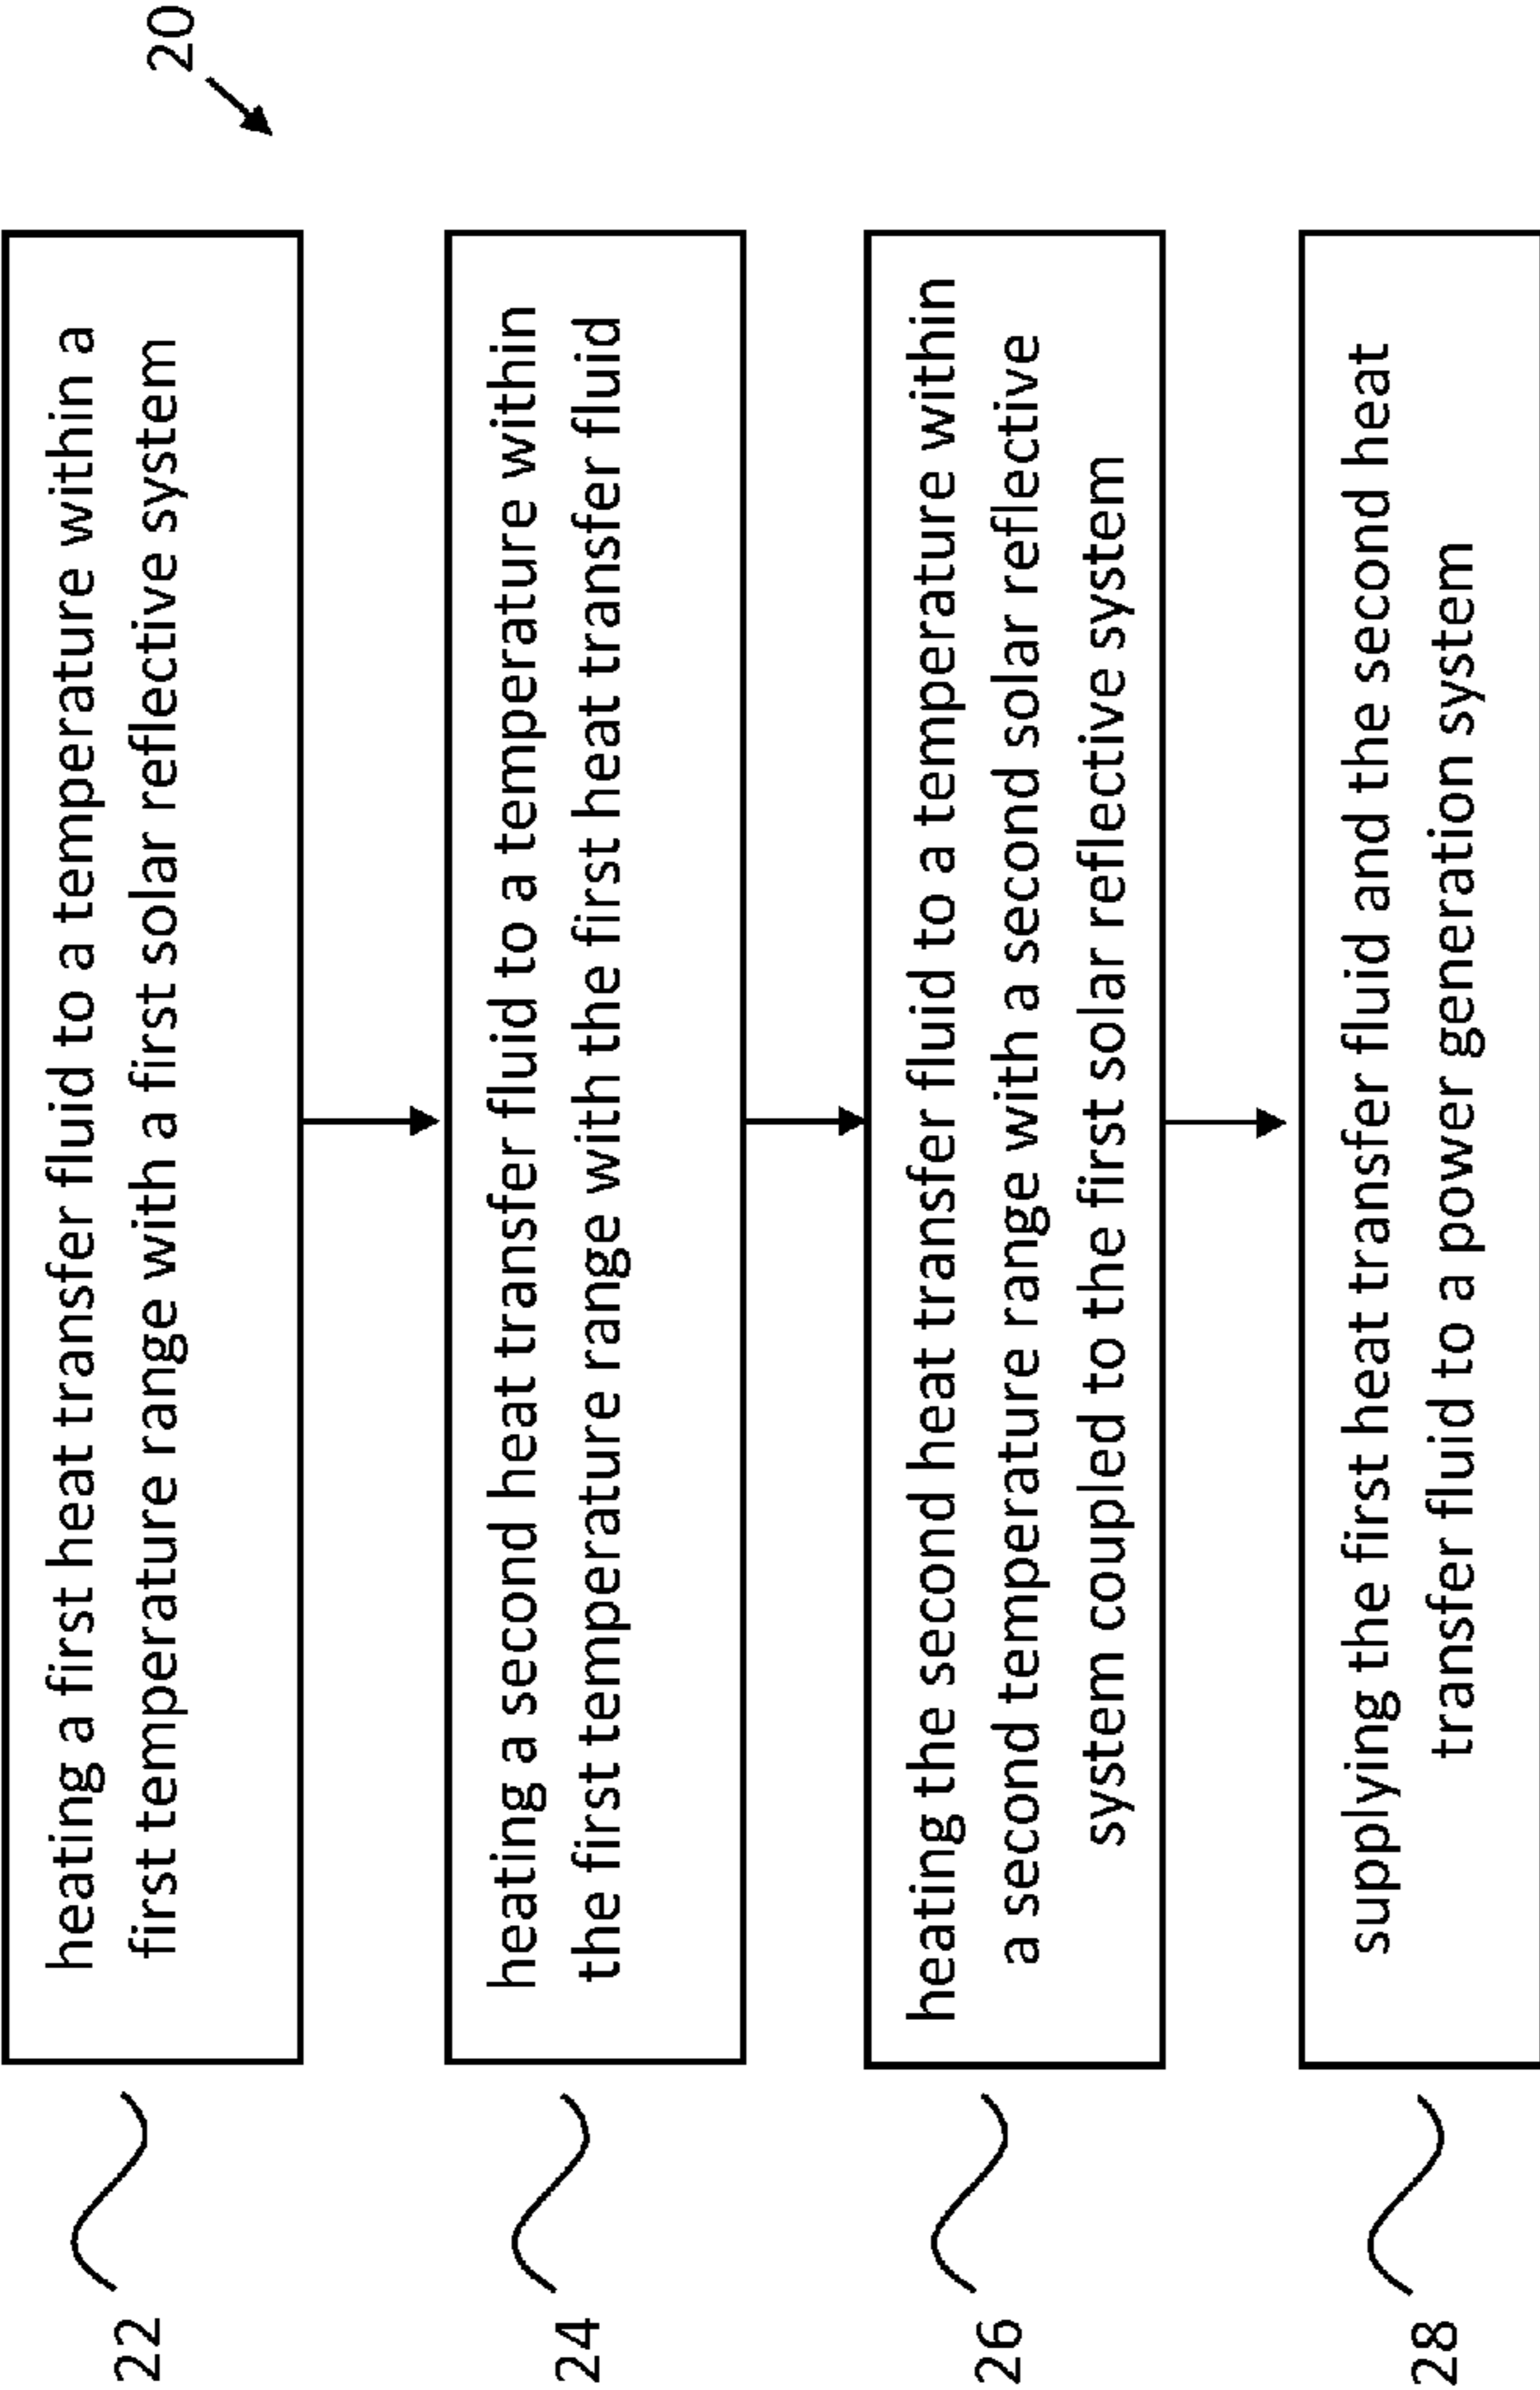 20
22
heating a first heat transfer fluid to a temperature within a
first temperature range with a first solar reflective system
24
heating a second heat transfer fluid to a temperature within
the first temperature range with the first heat transfer fluid
26
heating the second heat transfer fluid to a temperature within
a second temperature range with a second solar reflective
system coupled to the first solar reflective system
28
supplying the first heat transfer fluid and the second heat
transfer fluid to a power generation system